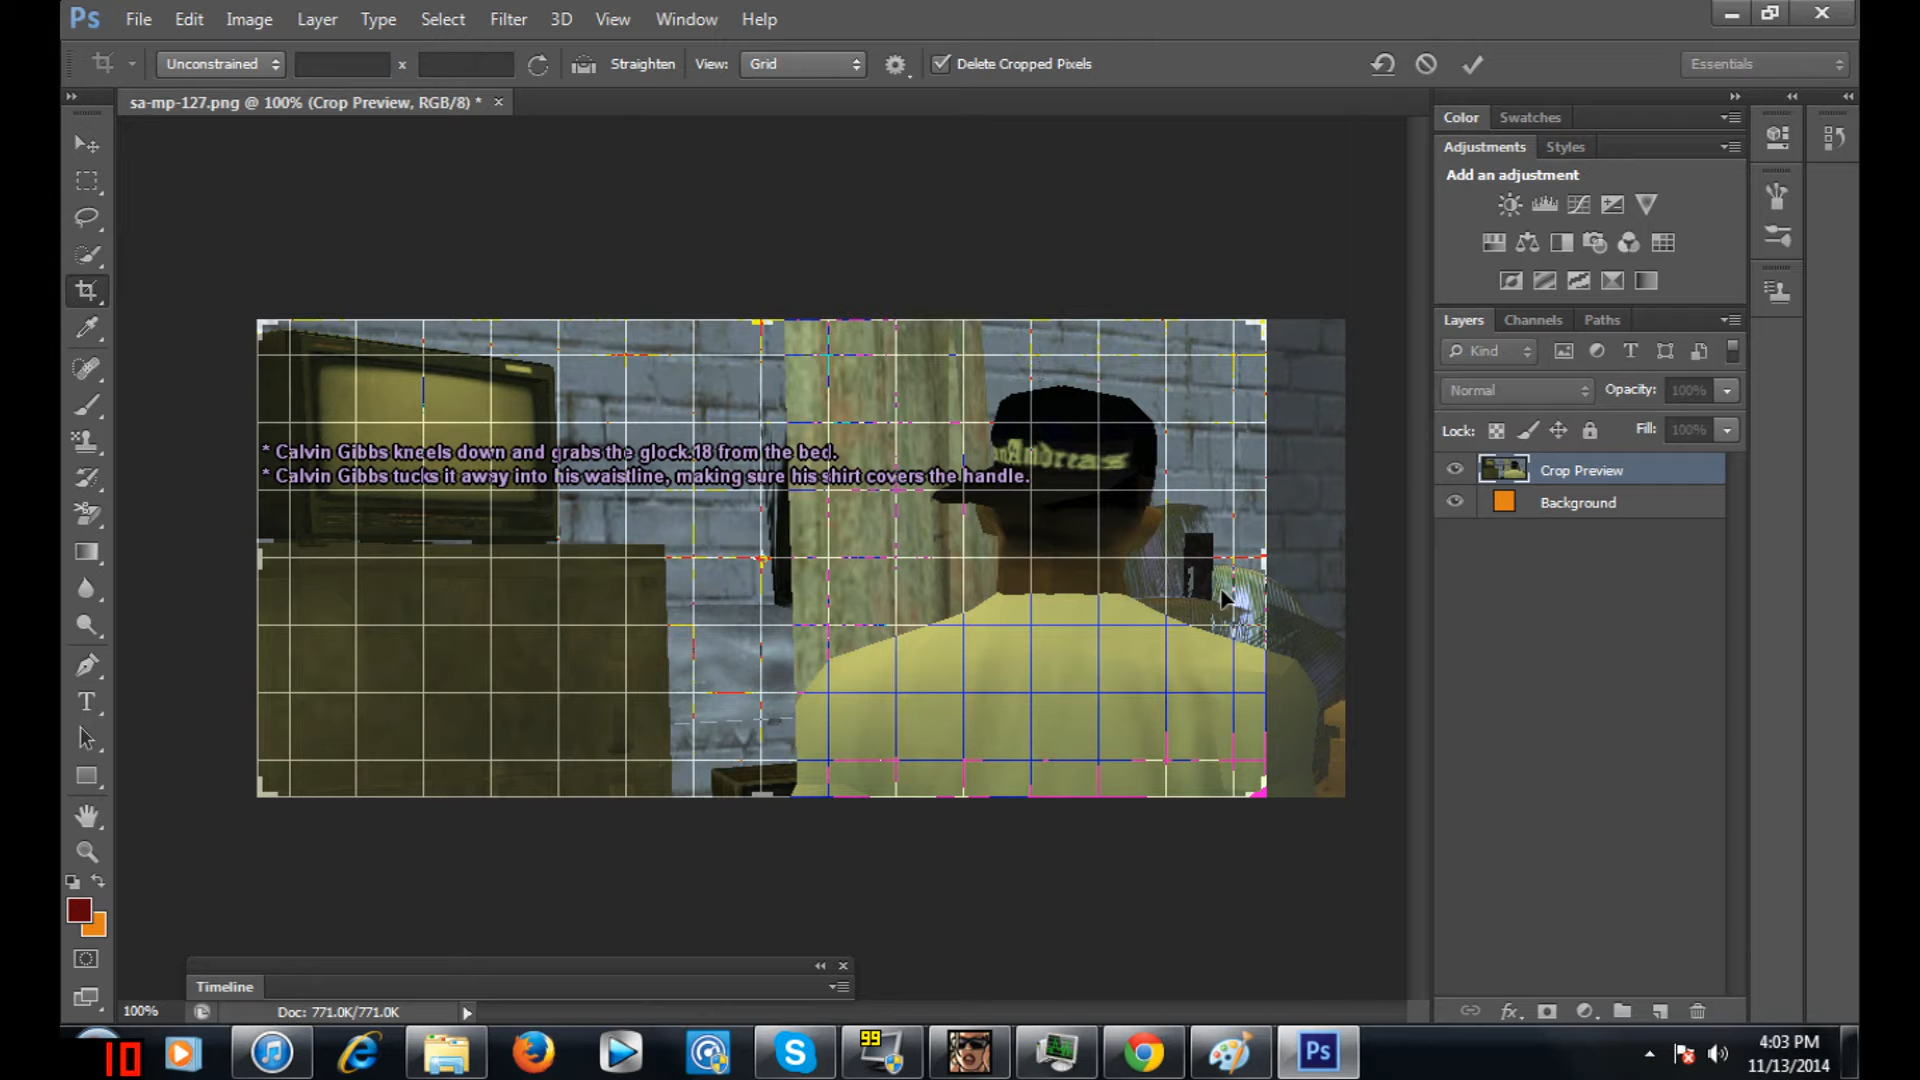 Ps File Edit Image Layer Type Select Filter 3D View Window Help
Unconstrained x Straighten View: Grid Delete Cropped Pixels Essentials
sa-mp-127.png @ 100% (Crop Preview, RGB/8) * ×
Color Swatches
Adjustments Styles
Add an adjustment
Layers Channels Paths
Kind
Normal Opacity: 100%
Lock: Fill: 100%
Crop Preview
Background
* Calvin Gibbs kneels down and grabs the glock.18 from the bed.
* Calvin Gibbs tucks it away into his waistline, making sure his shirt covers the handle.
Timeline
100% Doc: 771.0K/771.0K
10
99
Ps
4:03 PM
11/13/2014